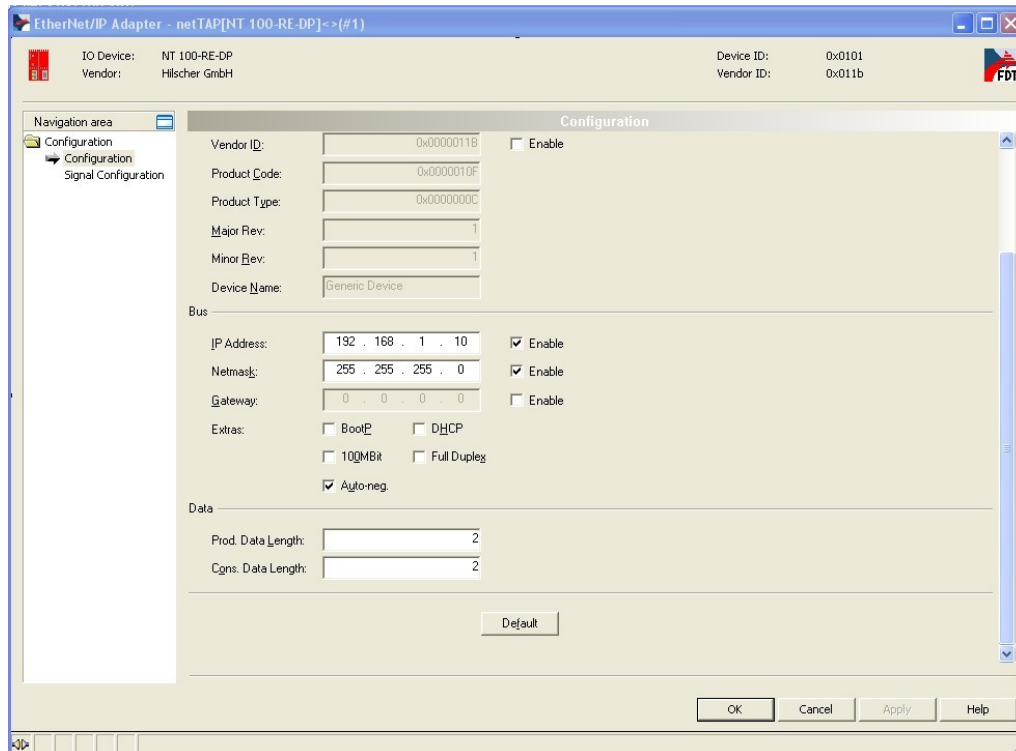 EtherNet/IP Adapter - netTAP[NT 100-RE-DP]<>(#1)
IO Device: NT 100-RE-DP Device ID: 0x0101
Vendor: Hilscher GmbH Vendor ID: 0x011b
FDT
Navigation area
Configuration
Configuration
Signal Configuration
Configuration
Vendor ID: 0x0000011B Enable
Product Code: 0x0000010F
Product Type: 0x0000000C
Major Rev: 1
Minor Rev: 1
Device Name: Generic Device
Bus
IP Address: 192 . 168 . 1 . 10 Enable
Netmask: 255 . 255 . 255 . 0 Enable
Gateway: 0 . 0 . 0 . 0 Enable
Extras: BootP DHCP
100MBit Full Duplex
Auto-neg.
Data
Prod. Data Length: 2
Cons. Data Length: 2
Default
OK Cancel Apply Help